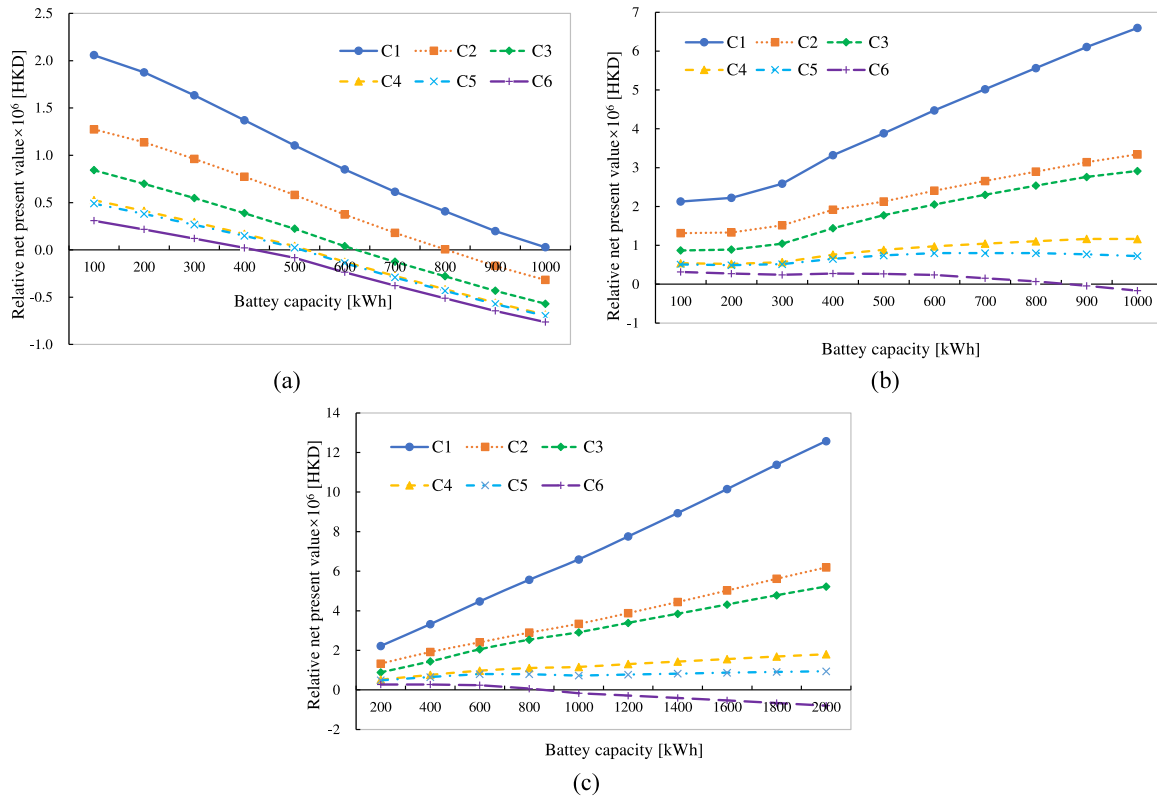 Relative net present value×10⁶ [HKD]
2.5
2.0
1.5
1.0
0.5
0.0
-0.5
-1.0
C1 C2 C3
C4 C5 C6
100 200 300 400 500 600 700 800 900 1000
Battey capacity [kWh]
(a)
Relative net present value×10⁶ [HKD]
7
6
5
4
3
2
1
0
-1
C1 C2 C3
C4 C5 C6
100 200 300 400 500 600 700 800 900 1000
Battey capacity [kWh]
(b)
Relative net present value×10⁶ [HKD]
14
12
10
8
6
4
2
0
-2
C1 C2 C3
C4 C5 C6
200 400 600 800 1000 1200 1400 1600 1800 2000
Battey capacity [kWh]
(c)